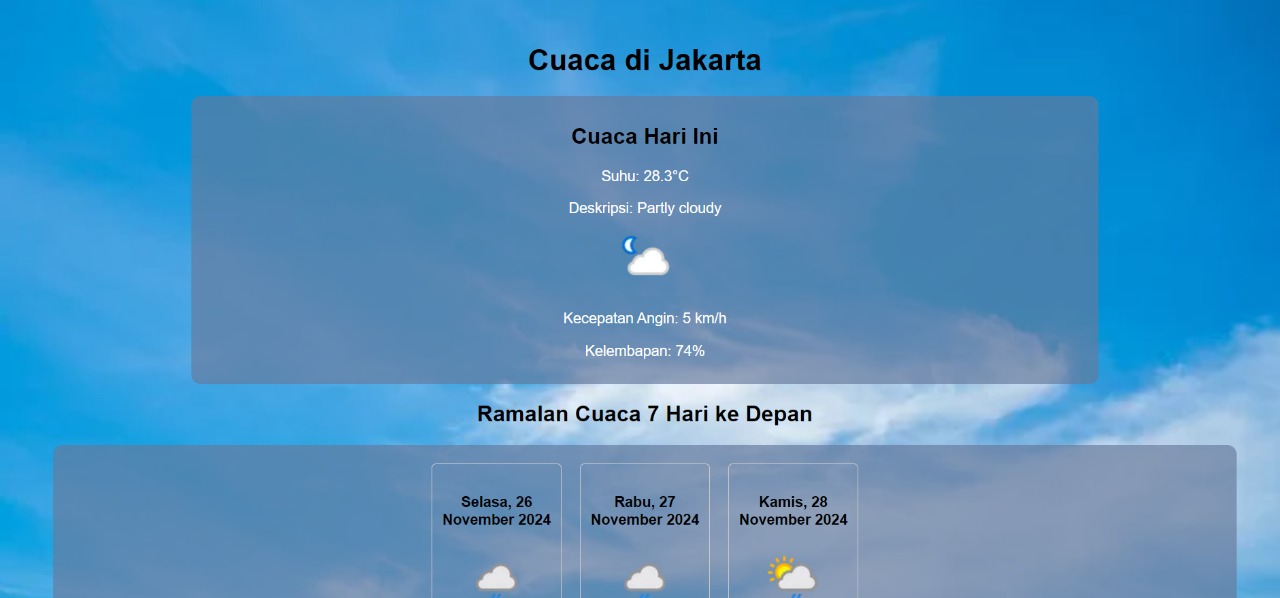 Cuaca di Jakarta
Cuaca Hari Ini
Suhu: 28.3°C
Deskripsi: Partly cloudy
Kecepatan Angin: 5 km/h
Kelembapan: 74%
Ramalan Cuaca 7 Hari ke Depan
Selasa, 26
November 2024
Rabu, 27
November 2024
Kamis, 28
November 2024